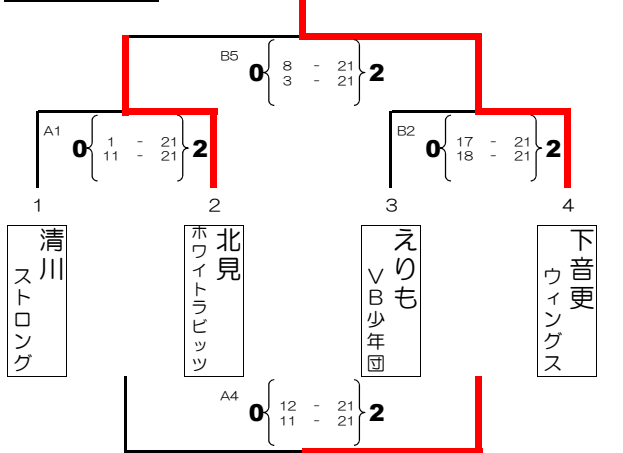 B5
0 8 - 21 2
3 - 21
A1
0 1 - 21 2
11 - 21
B2
0 17 - 21 2
18 - 21
1
2
3
4
清川
ストロング
北見
ホワイトラビッツ
えりも
VB少年団
下音更
ウィングス
A4
0 12 - 21 2
11 - 21